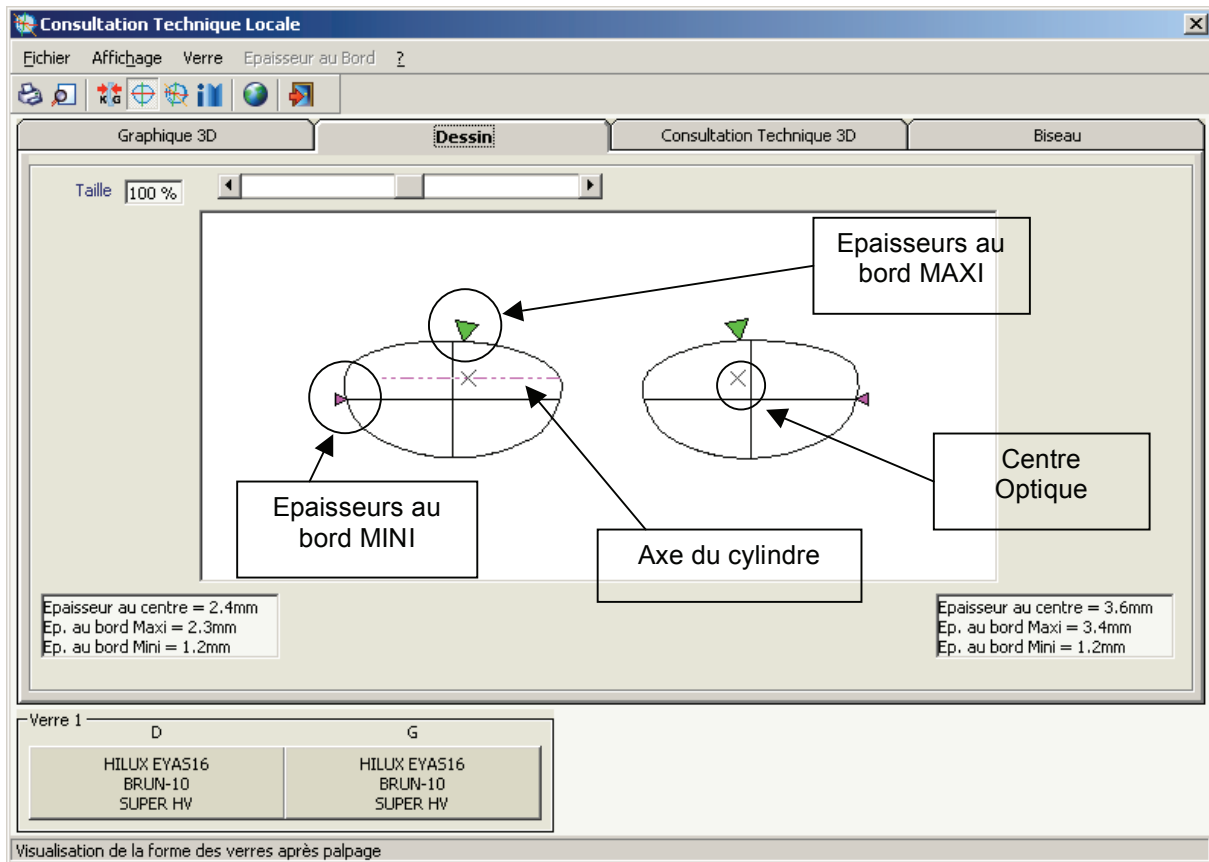 Consultation Technique Locale
Fichier Affichage Verre Epaisseur au Bord ?
K G
Graphique 3D Dessin Consultation Technique 3D Biseau
Taille 100 %
Epaisseurs au
bord MAXI
Epaisseurs au
bord MINI
Axe du cylindre
Centre
Optique
Epaisseur au centre = 2.4mm
Ep. au bord Maxi = 2.3mm
Ep. au bord Mini = 1.2mm
Epaisseur au centre = 3.6mm
Ep. au bord Maxi = 3.4mm
Ep. au bord Mini = 1.2mm
Verre 1
D G
HILUX EYAS16
BRUN-10
SUPER HV
HILUX EYAS16
BRUN-10
SUPER HV
Visualisation de la forme des verres après palpage